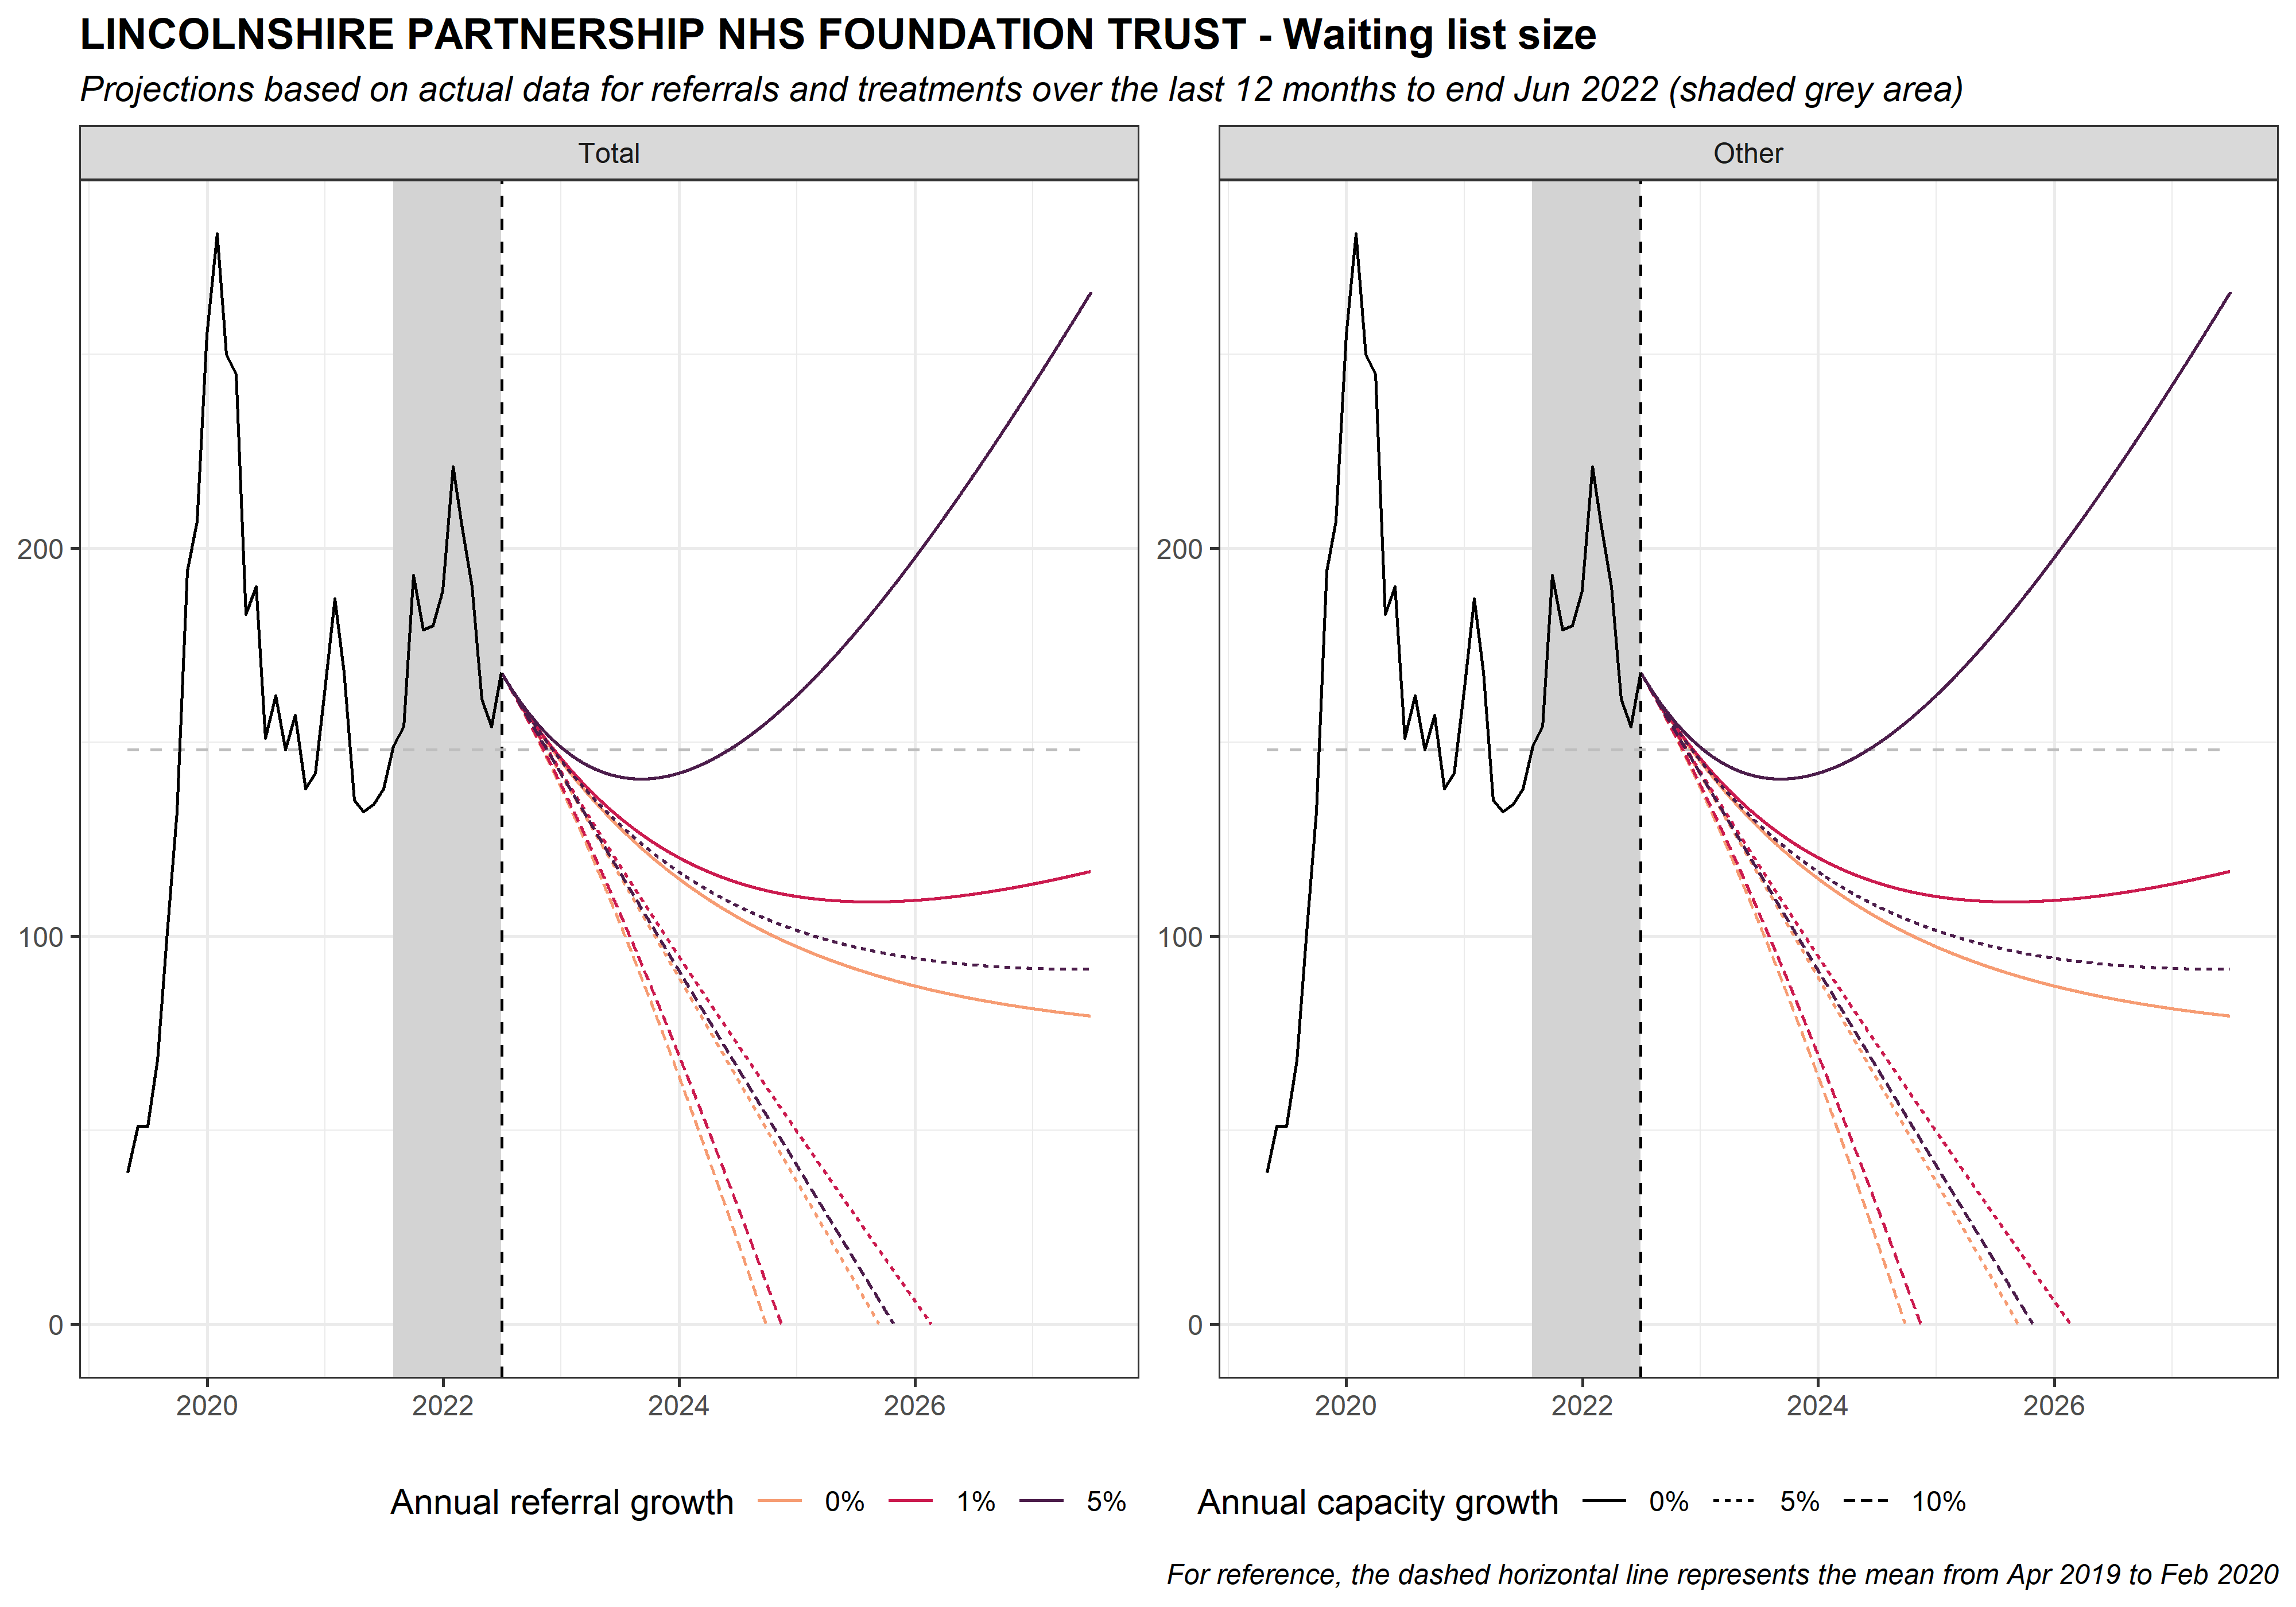 LINCOLNSHIRE PARTNERSHIP NHS FOUNDATION TRUST - Waiting list size
Projections based on actual data for referrals and treatments over the last 12 months to end Jun 2022 (shaded grey area)
Total
Other
200
100
0
200
100
0
2020 2022 2024 2026
2020 2022 2024 2026
Annual referral growth 0% 1% 5%
Annual capacity growth 0% 5% 10%
For reference, the dashed horizontal line represents the mean from Apr 2019 to Feb 2020